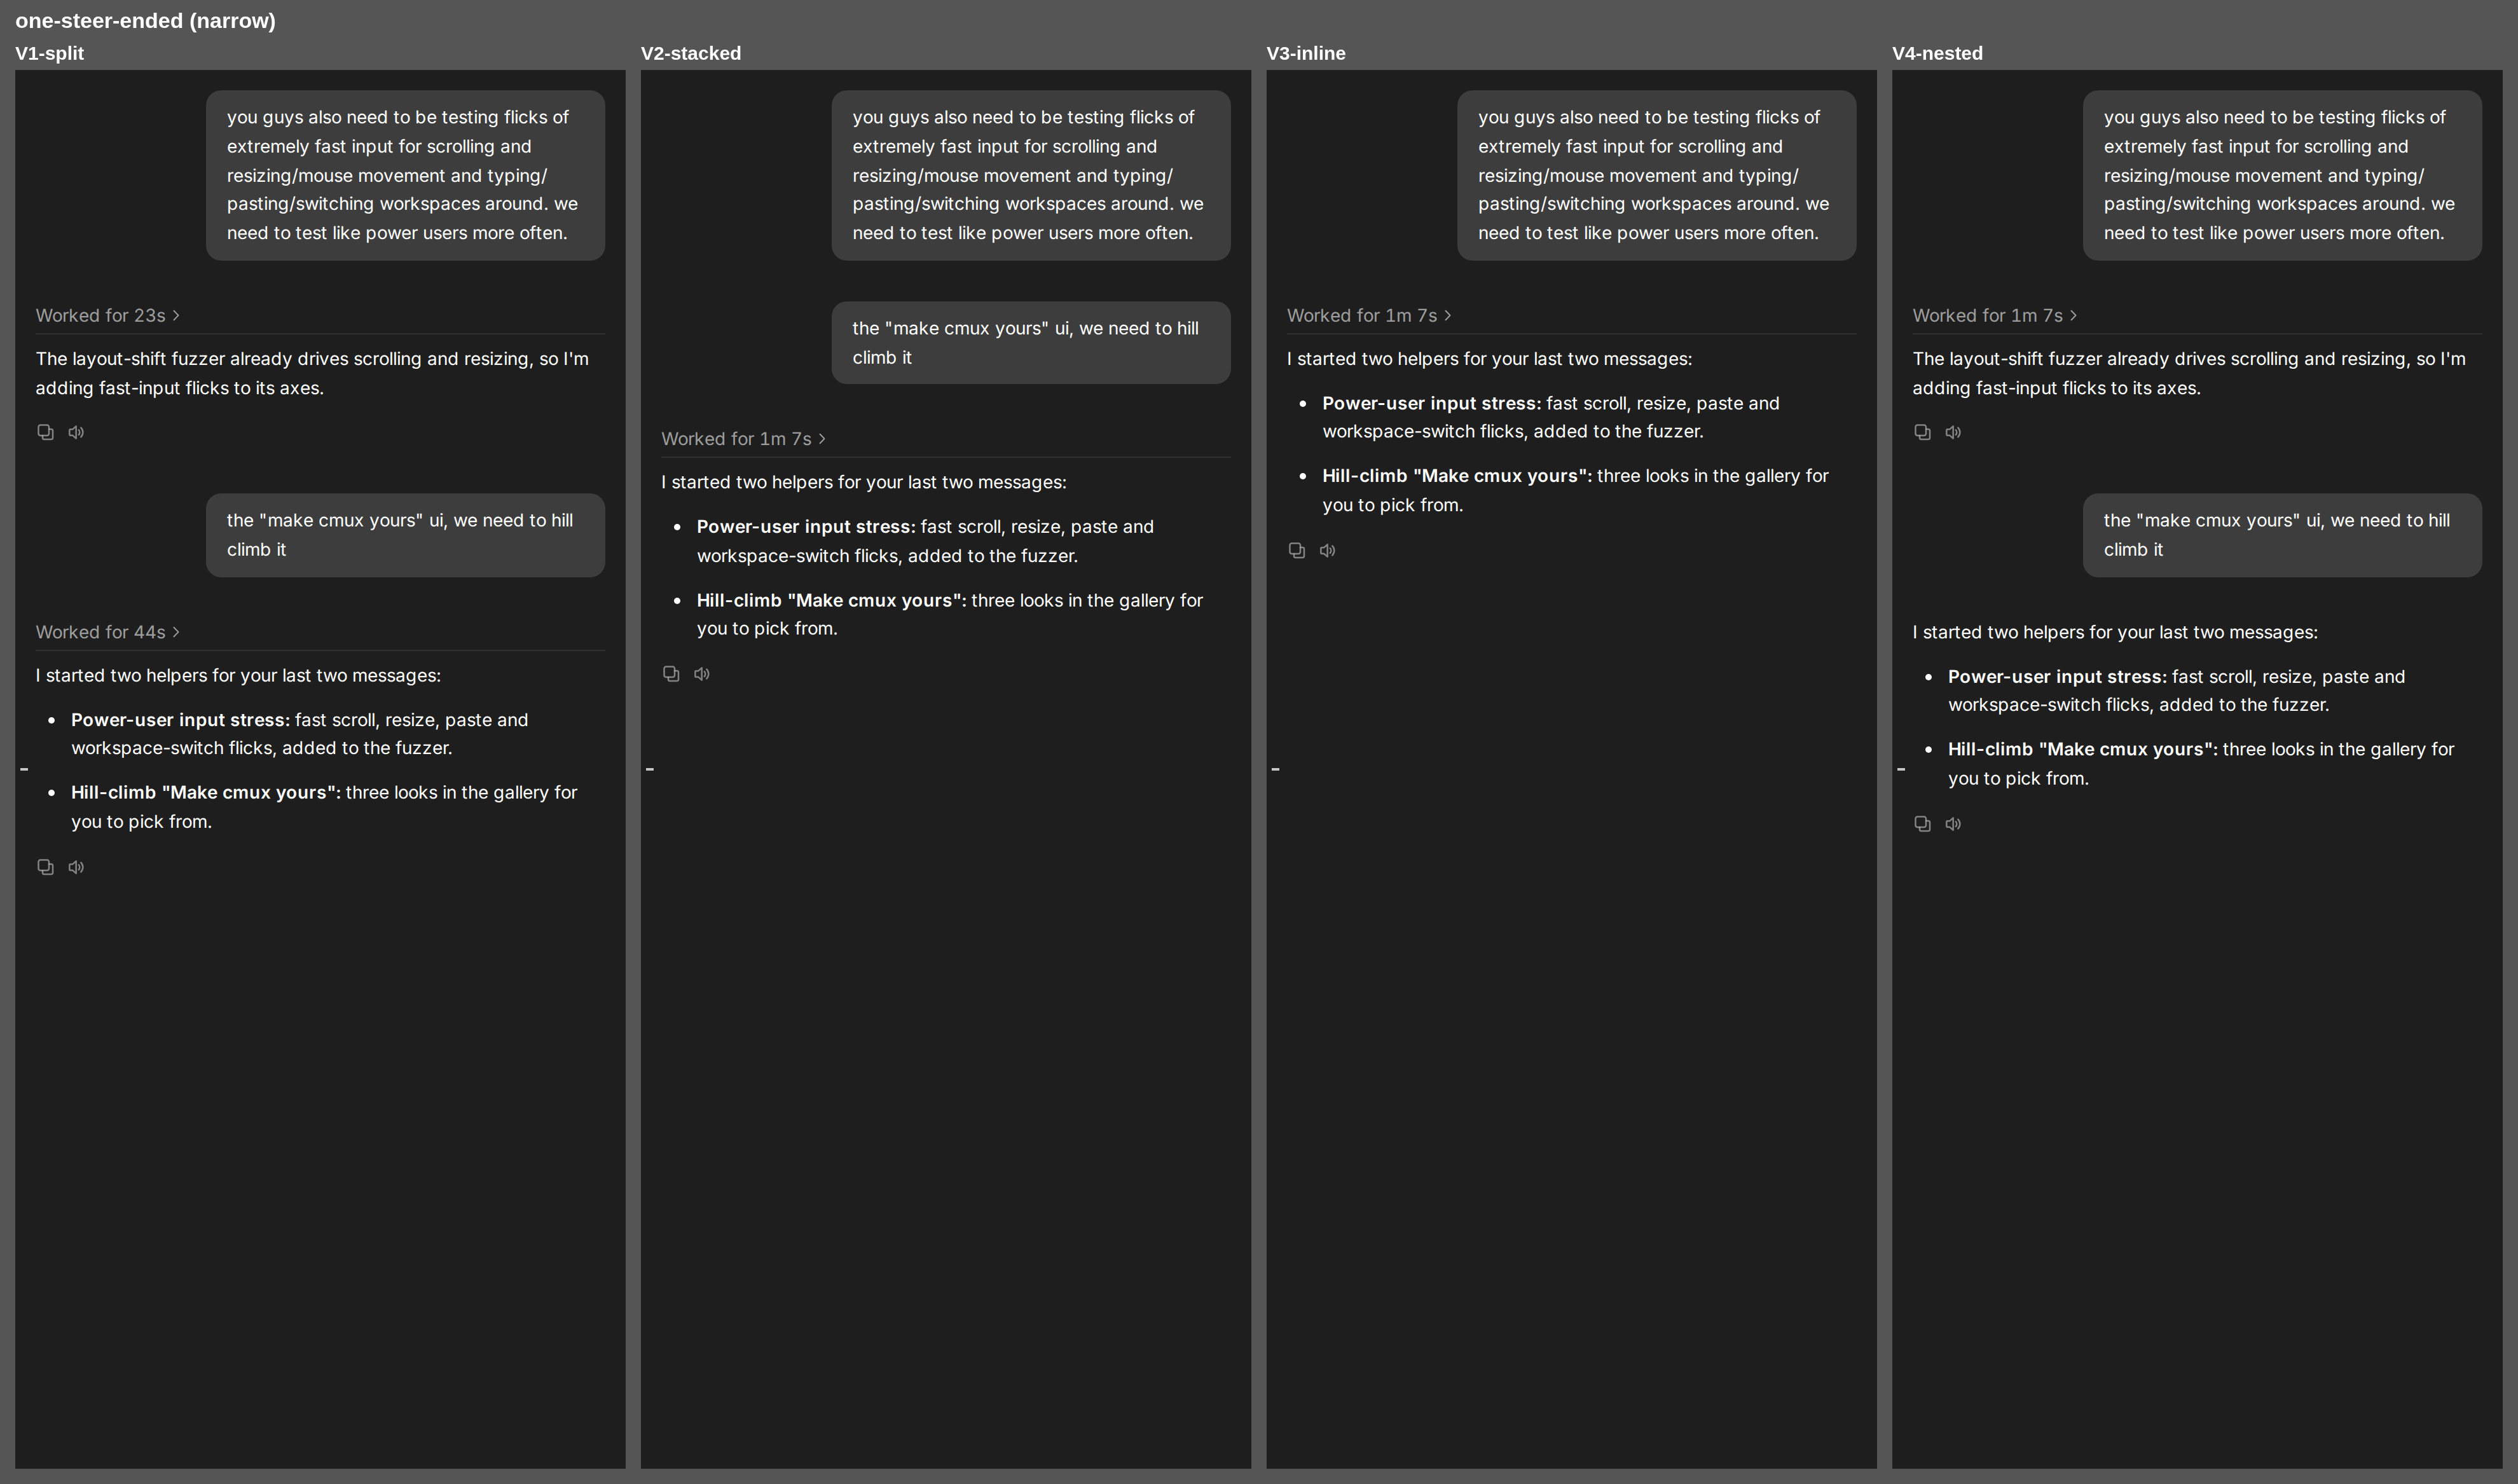 one-steer-ended (narrow)
V1-split
you guys also need to be testing flicks of
extremely fast input for scrolling and
resizing/mouse movement and typing/
pasting/switching workspaces around. we
need to test like power users more often.
Worked for 23s
The layout-shift fuzzer already drives scrolling and resizing, so I'm
adding fast-input flicks to its axes.
the "make cmux yours" ui, we need to hill
climb it
Worked for 44s
I started two helpers for your last two messages:
• Power-user input stress: fast scroll, resize, paste and
workspace-switch flicks, added to the fuzzer.
• Hill-climb "Make cmux yours": three looks in the gallery for
you to pick from.
V2-stacked
you guys also need to be testing flicks of
extremely fast input for scrolling and
resizing/mouse movement and typing/
pasting/switching workspaces around. we
need to test like power users more often.
the "make cmux yours" ui, we need to hill
climb it
Worked for 1m 7s
I started two helpers for your last two messages:
• Power-user input stress: fast scroll, resize, paste and
workspace-switch flicks, added to the fuzzer.
• Hill-climb "Make cmux yours": three looks in the gallery for
you to pick from.
V3-inline
you guys also need to be testing flicks of
extremely fast input for scrolling and
resizing/mouse movement and typing/
pasting/switching workspaces around. we
need to test like power users more often.
Worked for 1m 7s
I started two helpers for your last two messages:
• Power-user input stress: fast scroll, resize, paste and
workspace-switch flicks, added to the fuzzer.
• Hill-climb "Make cmux yours": three looks in the gallery for
you to pick from.
V4-nested
you guys also need to be testing flicks of
extremely fast input for scrolling and
resizing/mouse movement and typing/
pasting/switching workspaces around. we
need to test like power users more often.
Worked for 1m 7s
The layout-shift fuzzer already drives scrolling and resizing, so I'm
adding fast-input flicks to its axes.
the "make cmux yours" ui, we need to hill
climb it
I started two helpers for your last two messages:
• Power-user input stress: fast scroll, resize, paste and
workspace-switch flicks, added to the fuzzer.
• Hill-climb "Make cmux yours": three looks in the gallery for
you to pick from.